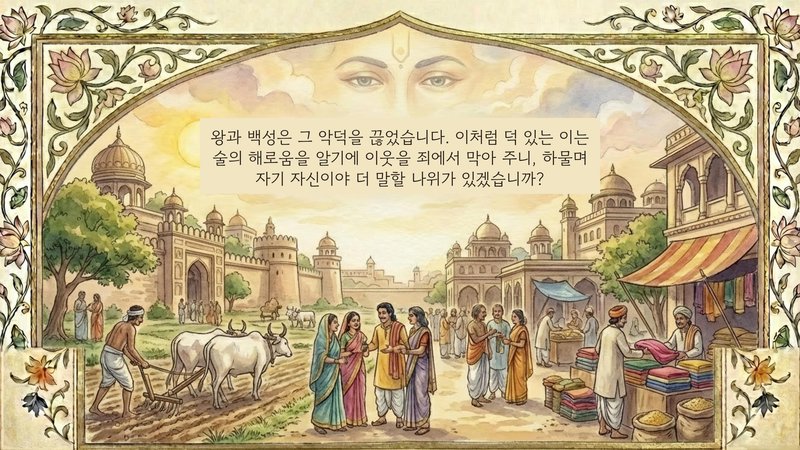 왕과 백성은 그 악덕을 끊었습니다. 이처럼 덕 있는 이는
술의 해로움을 알기에 이웃을 죄에서 막아 주니, 하물며
자기 자신이야 더 말할 나위가 있겠습니까?